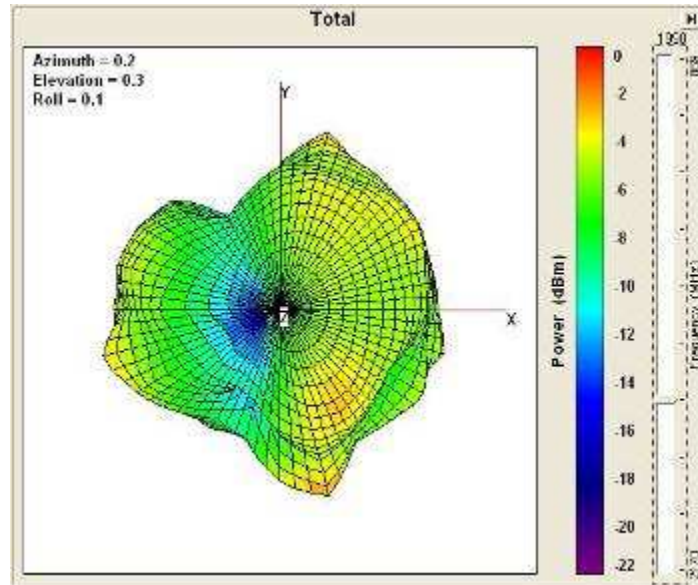 Total
Azimuth = 0.2
Elevation = 0.3
Roll = 0.1
Y
X
Z
0
-2
-4
-6
-8
-10
-12
-14
-16
-18
-20
-22
Power (dBm)
Frequency (MHz)